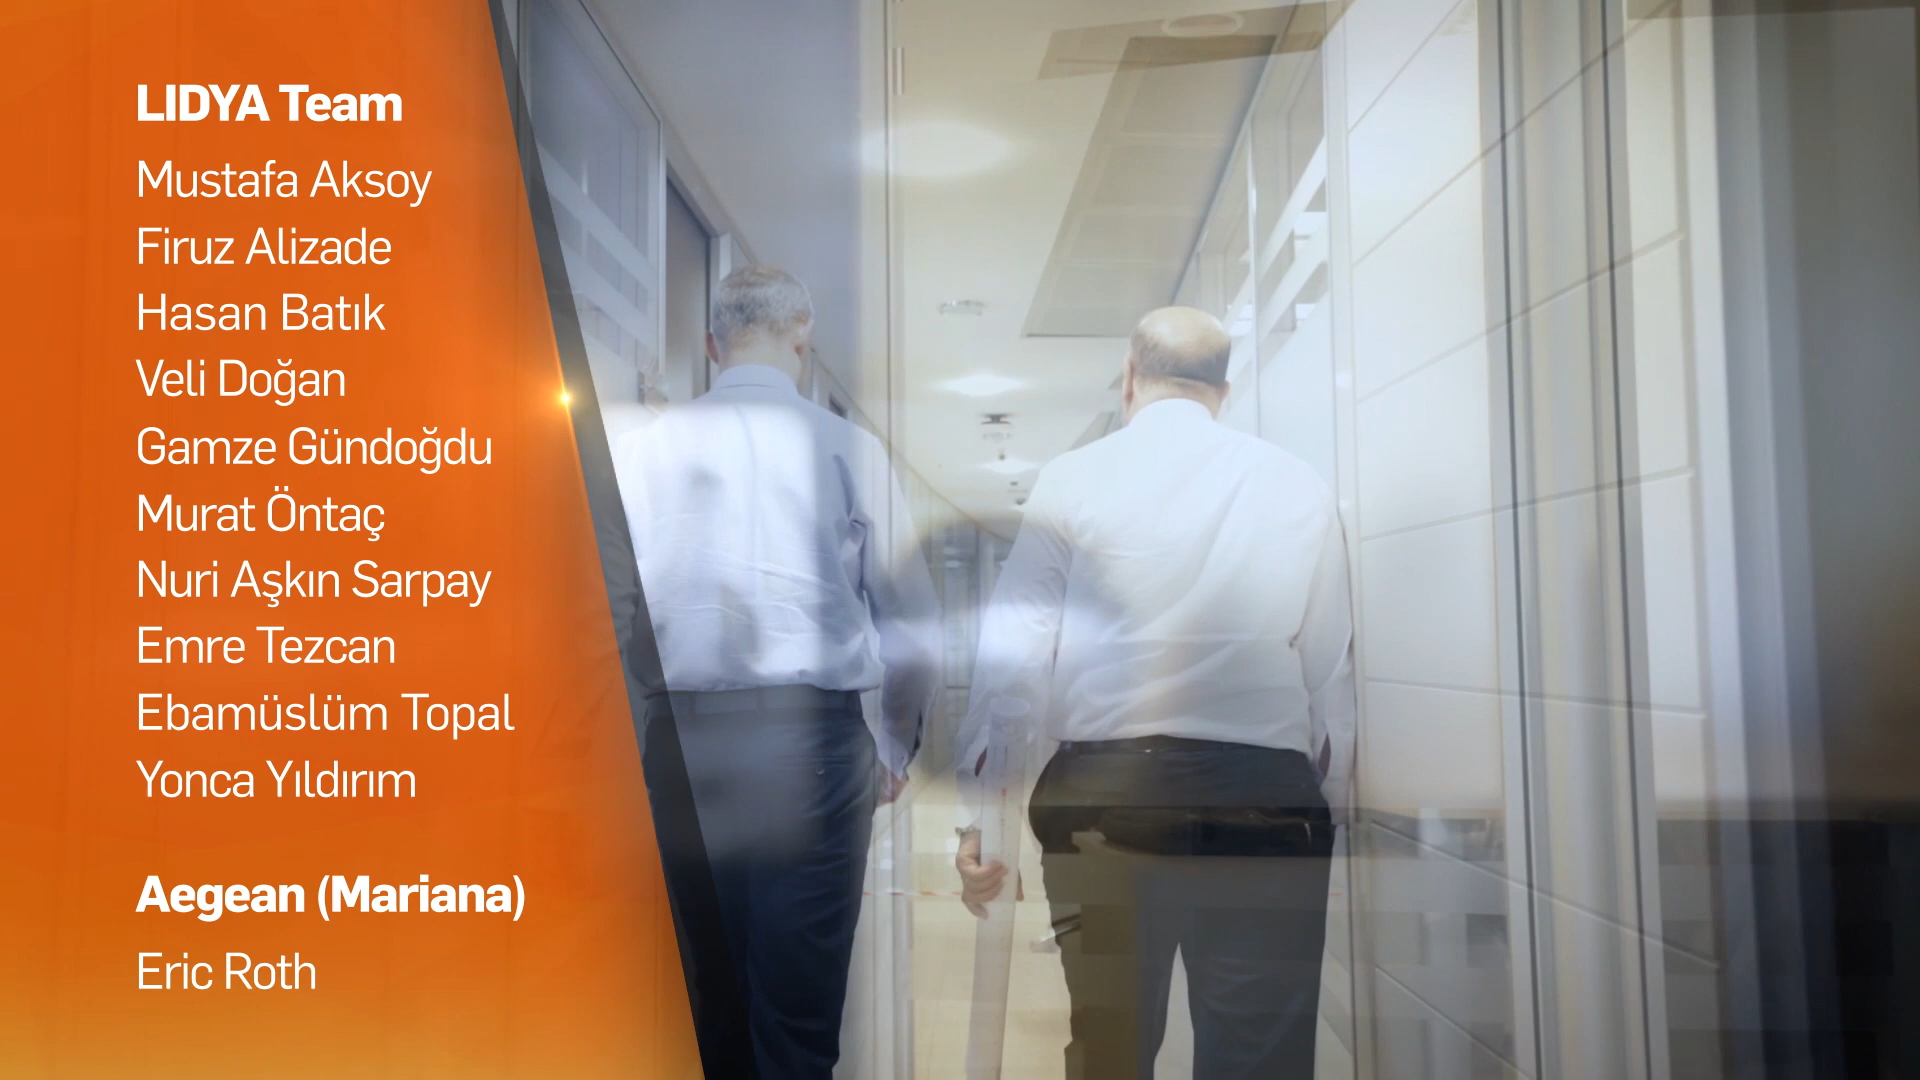 LIDYA Team
Mustafa Aksoy
Firuz Alizade
Hasan Batık
Veli Doğan
Gamze Gündoğdu
Murat Öntaç
Nuri Aşkın Sarpay
Emre Tezcan
Ebamüslüm Topal
Yonca Yıldırım
Aegean (Mariana)
Eric Roth